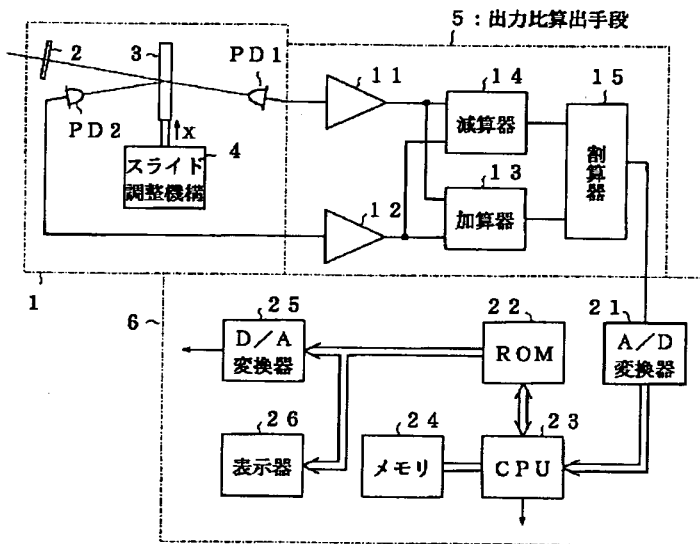 5：出力比算出手段
2
3
PD1
11
14
減算器
15
割算器
PD2
x
4
スライド
調整機構
13
加算器
12
1
6
25
D／A
変換器
22
ROM
21
A／D
変換器
26
表示器
24
メモリ
23
CPU